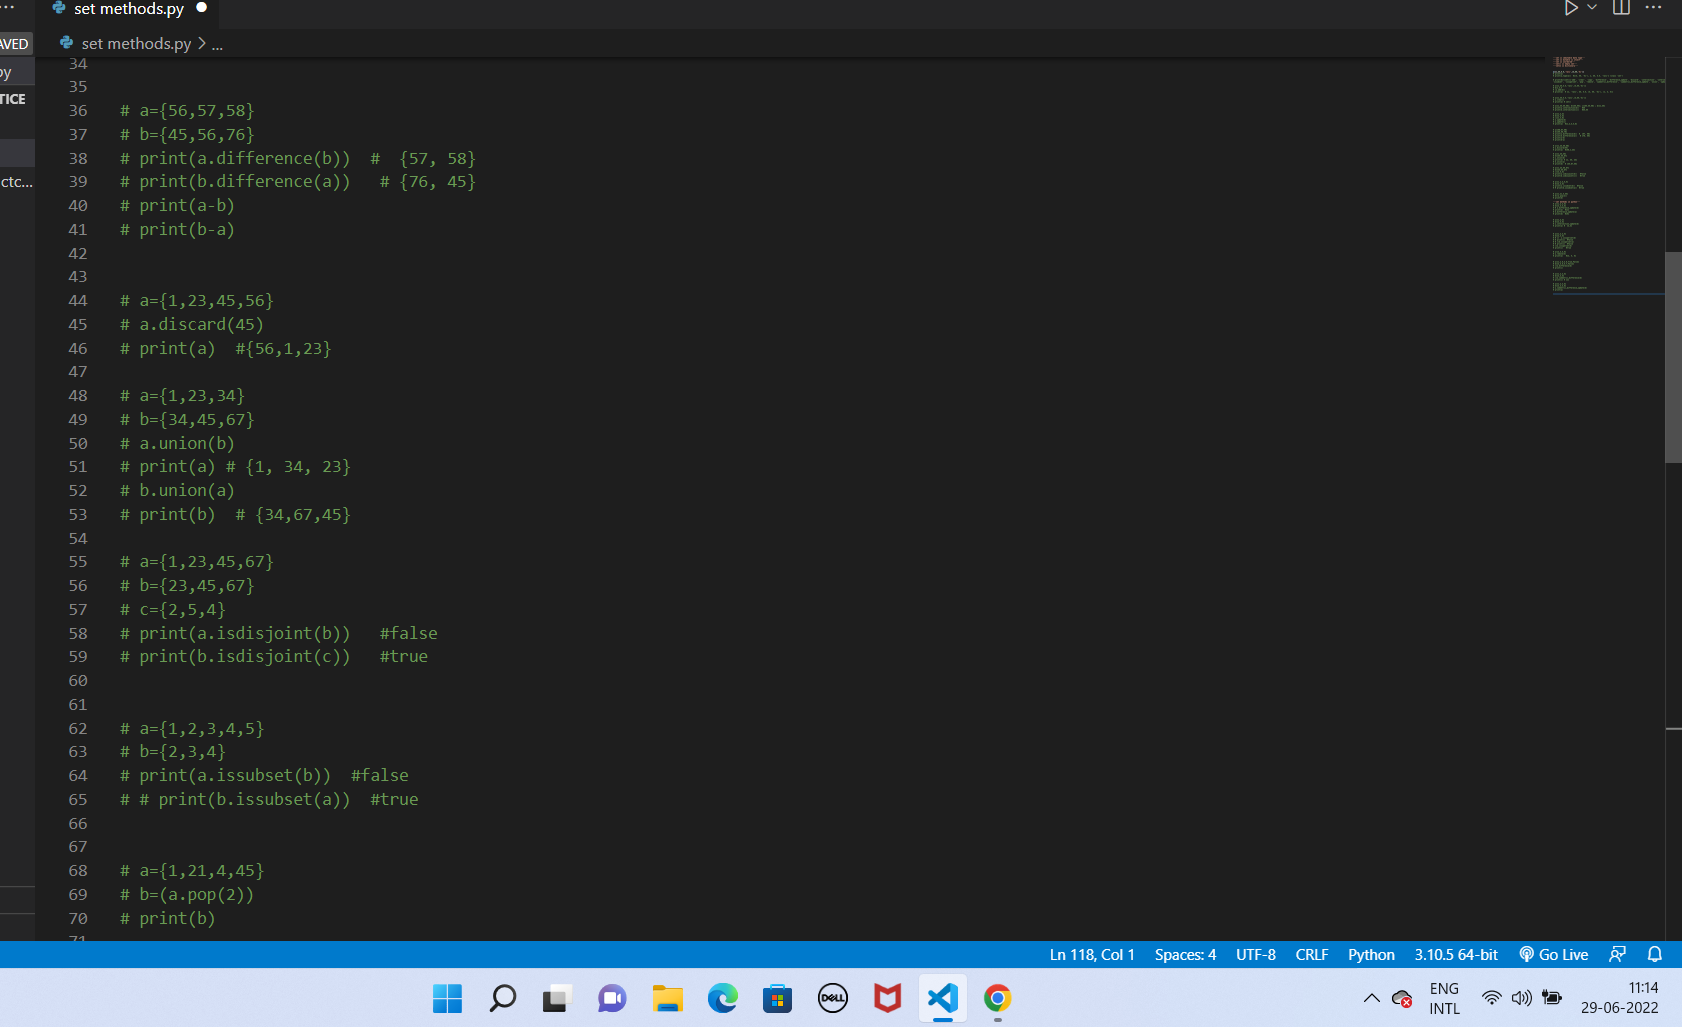 set methods.py
AVED
set methods.py > ...
py
TICE
ctc...
34
35
36 # a={56,57,58}
37 # b={45,56,76}
38 # print(a.difference(b))  #  {57, 58}
39 # print(b.difference(a))   # {76, 45}
40 # print(a-b)
41 # print(b-a)
42
43
44 # a={1,23,45,56}
45 # a.discard(45)
46 # print(a)  #{56,1,23}
47
48 # a={1,23,34}
49 # b={34,45,67}
50 # a.union(b)
51 # print(a) # {1, 34, 23}
52 # b.union(a)
53 # print(b)  # {34,67,45}
54
55 # a={1,23,45,67}
56 # b={23,45,67}
57 # c={2,5,4}
58 # print(a.isdisjoint(b))   #false
59 # print(b.isdisjoint(c))   #true
60
61
62 # a={1,2,3,4,5}
63 # b={2,3,4}
64 # print(a.issubset(b))  #false
65 # # print(b.issubset(a))  #true
66
67
68 # a={1,21,4,45}
69 # b=(a.pop(2))
70 # print(b)
71
Ln 118, Col 1 Spaces: 4 UTF-8 CRLF Python 3.10.5 64-bit Go Live
DELL
ENG
INTL
11:14
29-06-2022